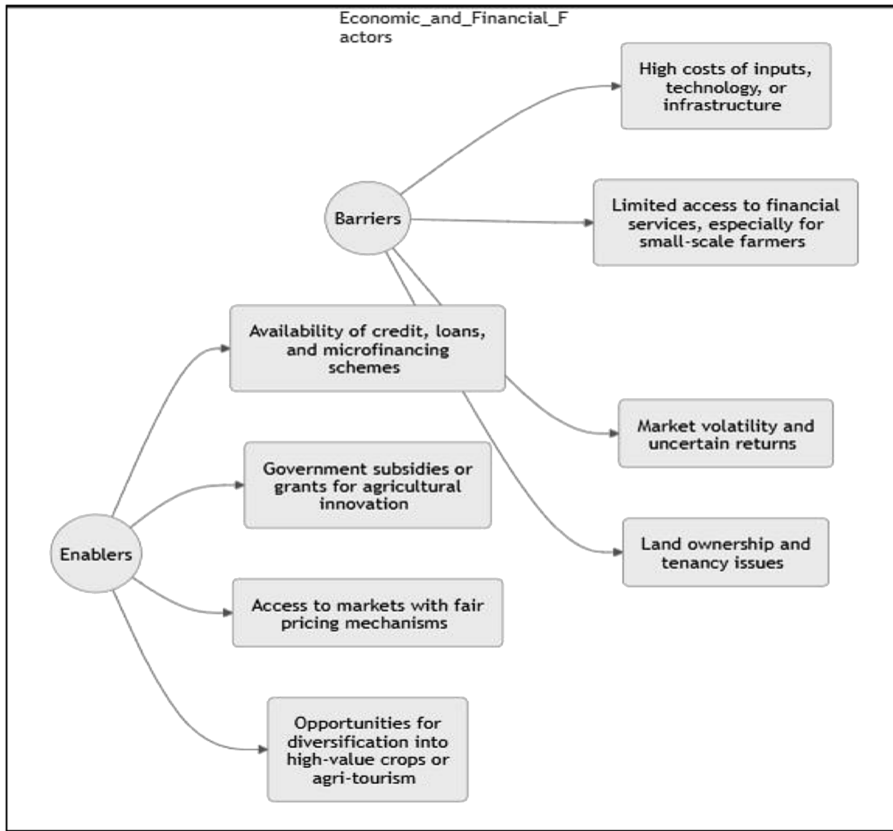 Economic_and_Financial_F
actors
High costs of inputs,
technology, or
infrastructure
Barriers
Limited access to financial
services, especially for
small-scale farmers
Availability of credit, loans,
and microfinancing
schemes
Market volatility and
uncertain returns
Government subsidies or
grants for agricultural
innovation
Enablers
Land ownership and
tenancy issues
Access to markets with fair
pricing mechanisms
Opportunities for
diversification into
high-value crops or
agri-tourism